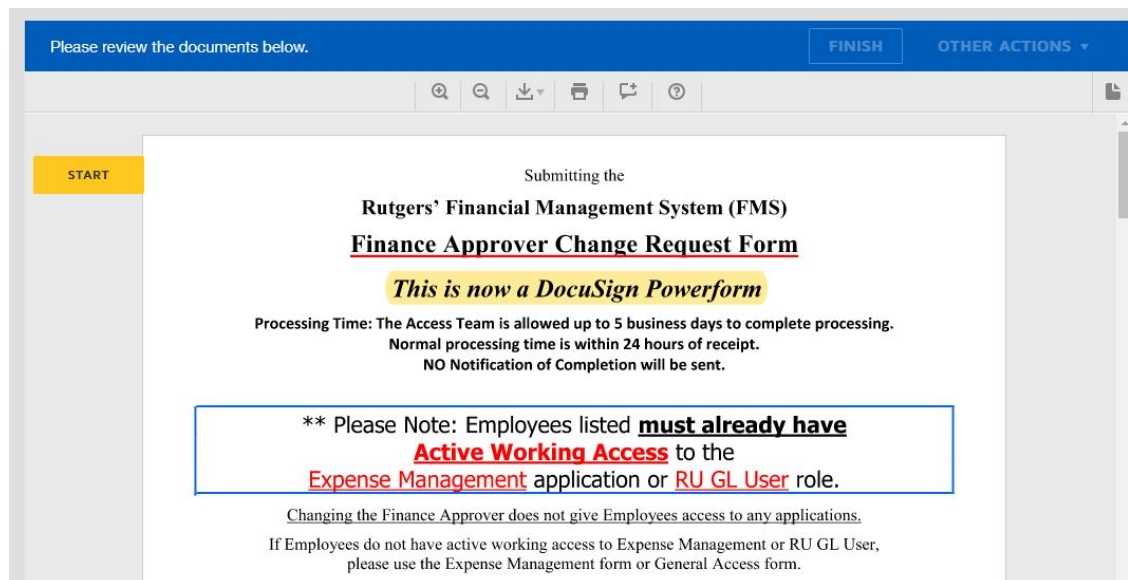 Please review the documents below.
FINISH
OTHER ACTIONS
START
Submitting the
Rutgers’ Financial Management System (FMS)
Finance Approver Change Request Form
This is now a DocuSign Powerform
Processing Time: The Access Team is allowed up to 5 business days to complete processing.
Normal processing time is within 24 hours of receipt.
NO Notification of Completion will be sent.
** Please Note: Employees listed must already have
Active Working Access to the
Expense Management application or RU GL User role.
Changing the Finance Approver does not give Employees access to any applications.
If Employees do not have active working access to Expense Management or RU GL User,
please use the Expense Management form or General Access form.